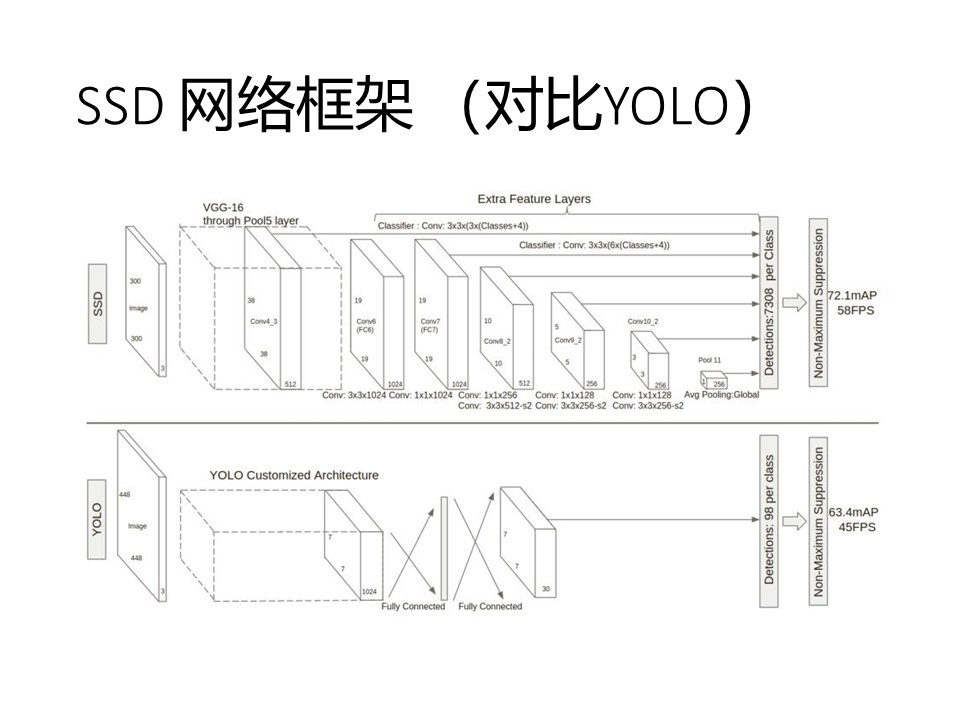 SSD 网络框架 （对比YOLO）
Extra Feature Layers
VGG-16
through Pool5 layer
Classifier : Conv: 3x3x(3x(Classes+4))
Classifier : Conv: 3x3x(6x(Classes+4))
SSD
300
Image
300
3
38
Conv4_3
38
512
19
Conv6
(FC6)
19
1024
19
Conv7
(FC7)
19
1024
10
Conv8_2
10
512
5
Conv9_2
5
256
Conv10_2
3
3
256
Pool 11
1
256
Avg Pooling:Global
Conv: 3x3x1024
Conv: 1x1x1024
Conv: 1x1x256
Conv: 3x3x512-s2
Conv: 1x1x128
Conv: 3x3x256-s2
Conv: 1x1x128
Conv: 3x3x256-s2
Detections:7308 per Class
Non-Maximum Suppression
72.1mAP
58FPS
YOLO
448
Image
448
3
YOLO Customized Architecture
7
7
1024
Fully Connected
Fully Connected
7
7
30
Detections: 98 per class
Non-Maximum Suppression
63.4mAP
45FPS